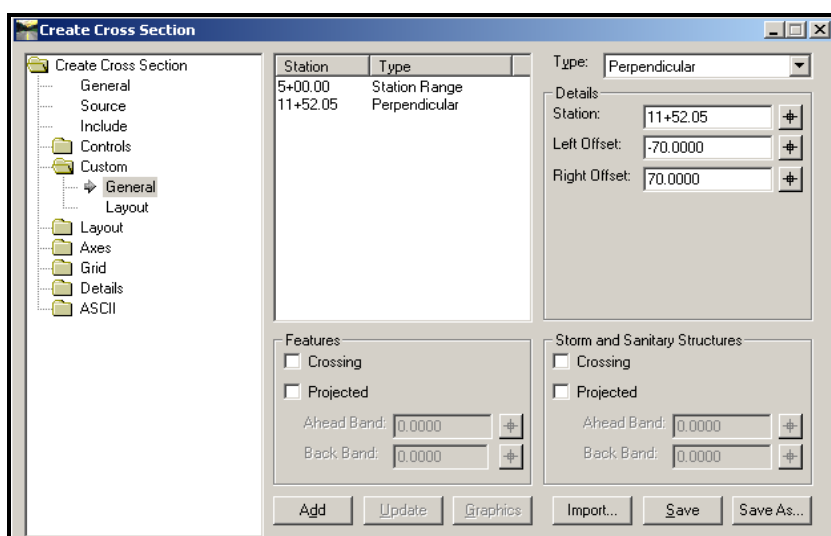 Create Cross Section
Create Cross Section
General
Source
Include
Controls
Custom
General
Layout
Layout
Axes
Grid
Details
ASCII
Station Type
5+00.00 Station Range
11+52.05 Perpendicular
Type: Perpendicular
Details
Station: 11+52.05
Left Offset: -70.0000
Right Offset: 70.0000
Features
Crossing
Projected
Ahead Band: 0.0000
Back Band: 0.0000
Storm and Sanitary Structures
Crossing
Projected
Ahead Band: 0.0000
Back Band: 0.0000
Add Update Graphics Import... Save Save As...